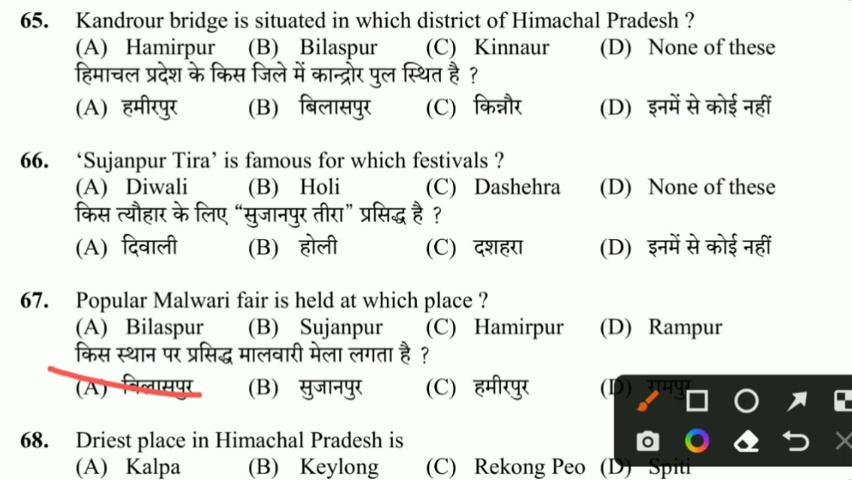 65. Kandrour bridge is situated in which district of Himachal Pradesh ?
(A) Hamirpur (B) Bilaspur (C) Kinnaur (D) None of these
हिमाचल प्रदेश के किस जिले में कान्द्रोर पुल स्थित है ?
(A) हमीरपुर (B) बिलासपुर (C) किन्नौर (D) इनमें से कोई नहीं
66. ‘Sujanpur Tira’ is famous for which festivals ?
(A) Diwali (B) Holi (C) Dashehra (D) None of these
किस त्यौहार के लिए “सुजानपुर तीरा” प्रसिद्ध है ?
(A) दिवाली (B) होली (C) दशहरा (D) इनमें से कोई नहीं
67. Popular Malwari fair is held at which place ?
(A) Bilaspur (B) Sujanpur (C) Hamirpur (D) Rampur
किस स्थान पर प्रसिद्ध मालवारी मेला लगता है ?
(A) बिलासपुर (B) सुजानपुर (C) हमीरपुर (D) रामपुर
68. Driest place in Himachal Pradesh is
(A) Kalpa (B) Keylong (C) Rekong Peo (D) Spiti